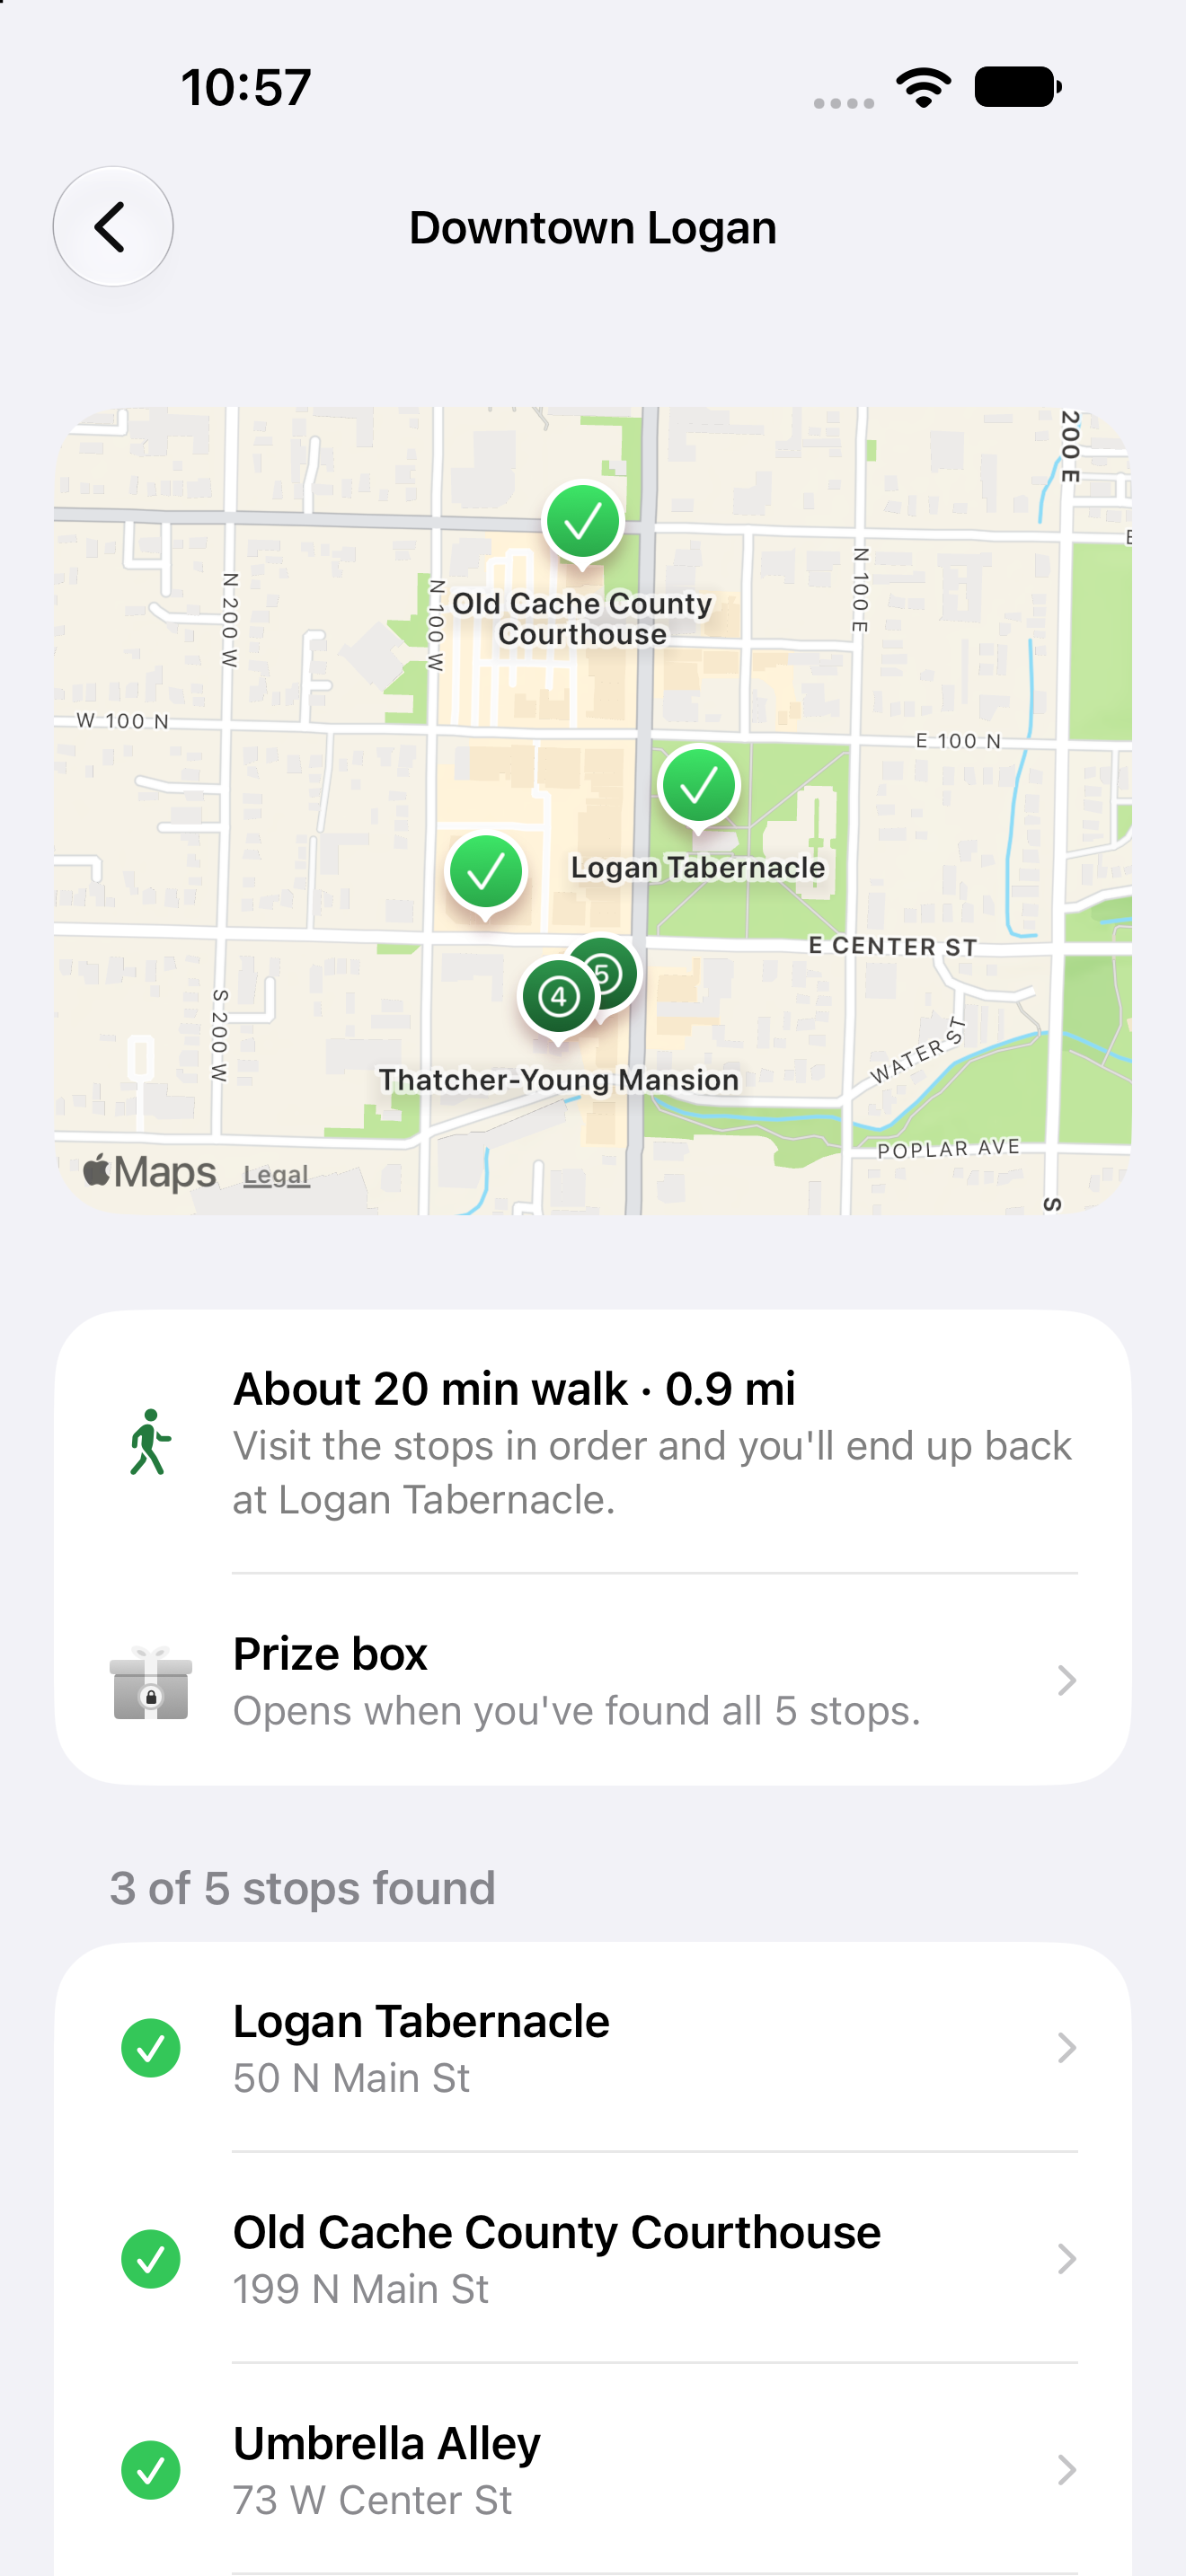 10:57
Downtown Logan
200 E
N 200 W
N 100 W
N 100 E
Old Cache County
Courthouse
W 100 N
E 100 N
Logan Tabernacle
E CENTER ST
5
4
S 200 W
WATER ST
Thatcher-Young Mansion
POPLAR AVE
Maps
Legal
S
About 20 min walk · 0.9 mi
Visit the stops in order and you'll end up back
at Logan Tabernacle.
Prize box
Opens when you've found all 5 stops.
3 of 5 stops found
Logan Tabernacle
50 N Main St
Old Cache County Courthouse
199 N Main St
Umbrella Alley
73 W Center St